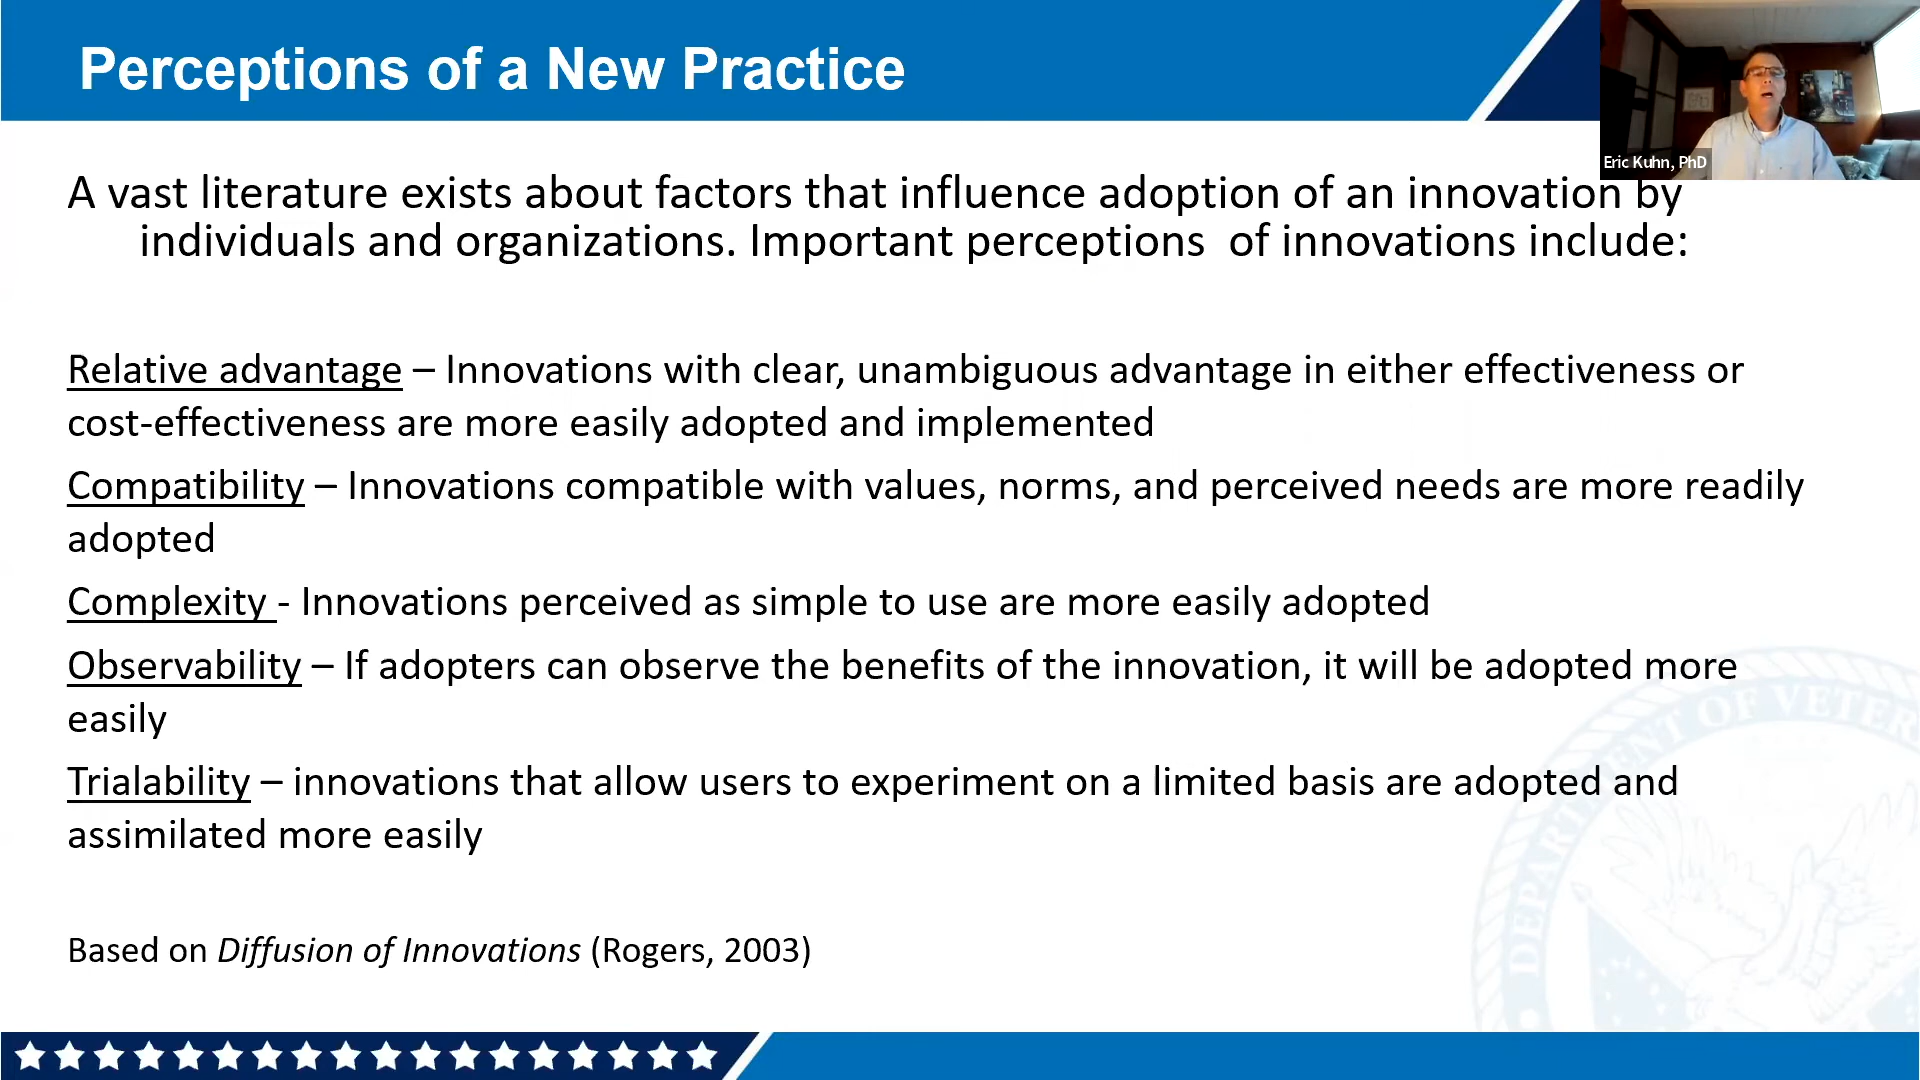 Perceptions of a New Practice
Eric Kuhn, PhD
A vast literature exists about factors that influence adoption of an innovation by
individuals and organizations. Important perceptions  of innovations include:
Relative advantage – Innovations with clear, unambiguous advantage in either effectiveness or
cost-effectiveness are more easily adopted and implemented
Compatibility – Innovations compatible with values, norms, and perceived needs are more readily
adopted
Complexity - Innovations perceived as simple to use are more easily adopted
Observability – If adopters can observe the benefits of the innovation, it will be adopted more
easily
Trialability – innovations that allow users to experiment on a limited basis are adopted and
assimilated more easily
Based on Diffusion of Innovations (Rogers, 2003)
DEPARTMENT OF VETER